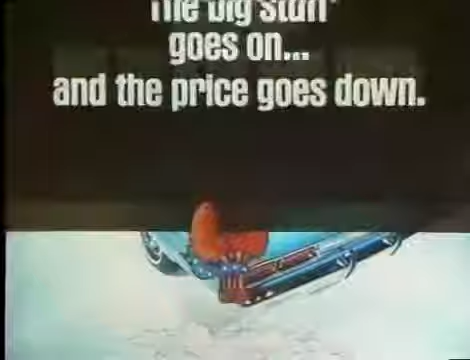 The big stuff
goes on...
and the price goes down.